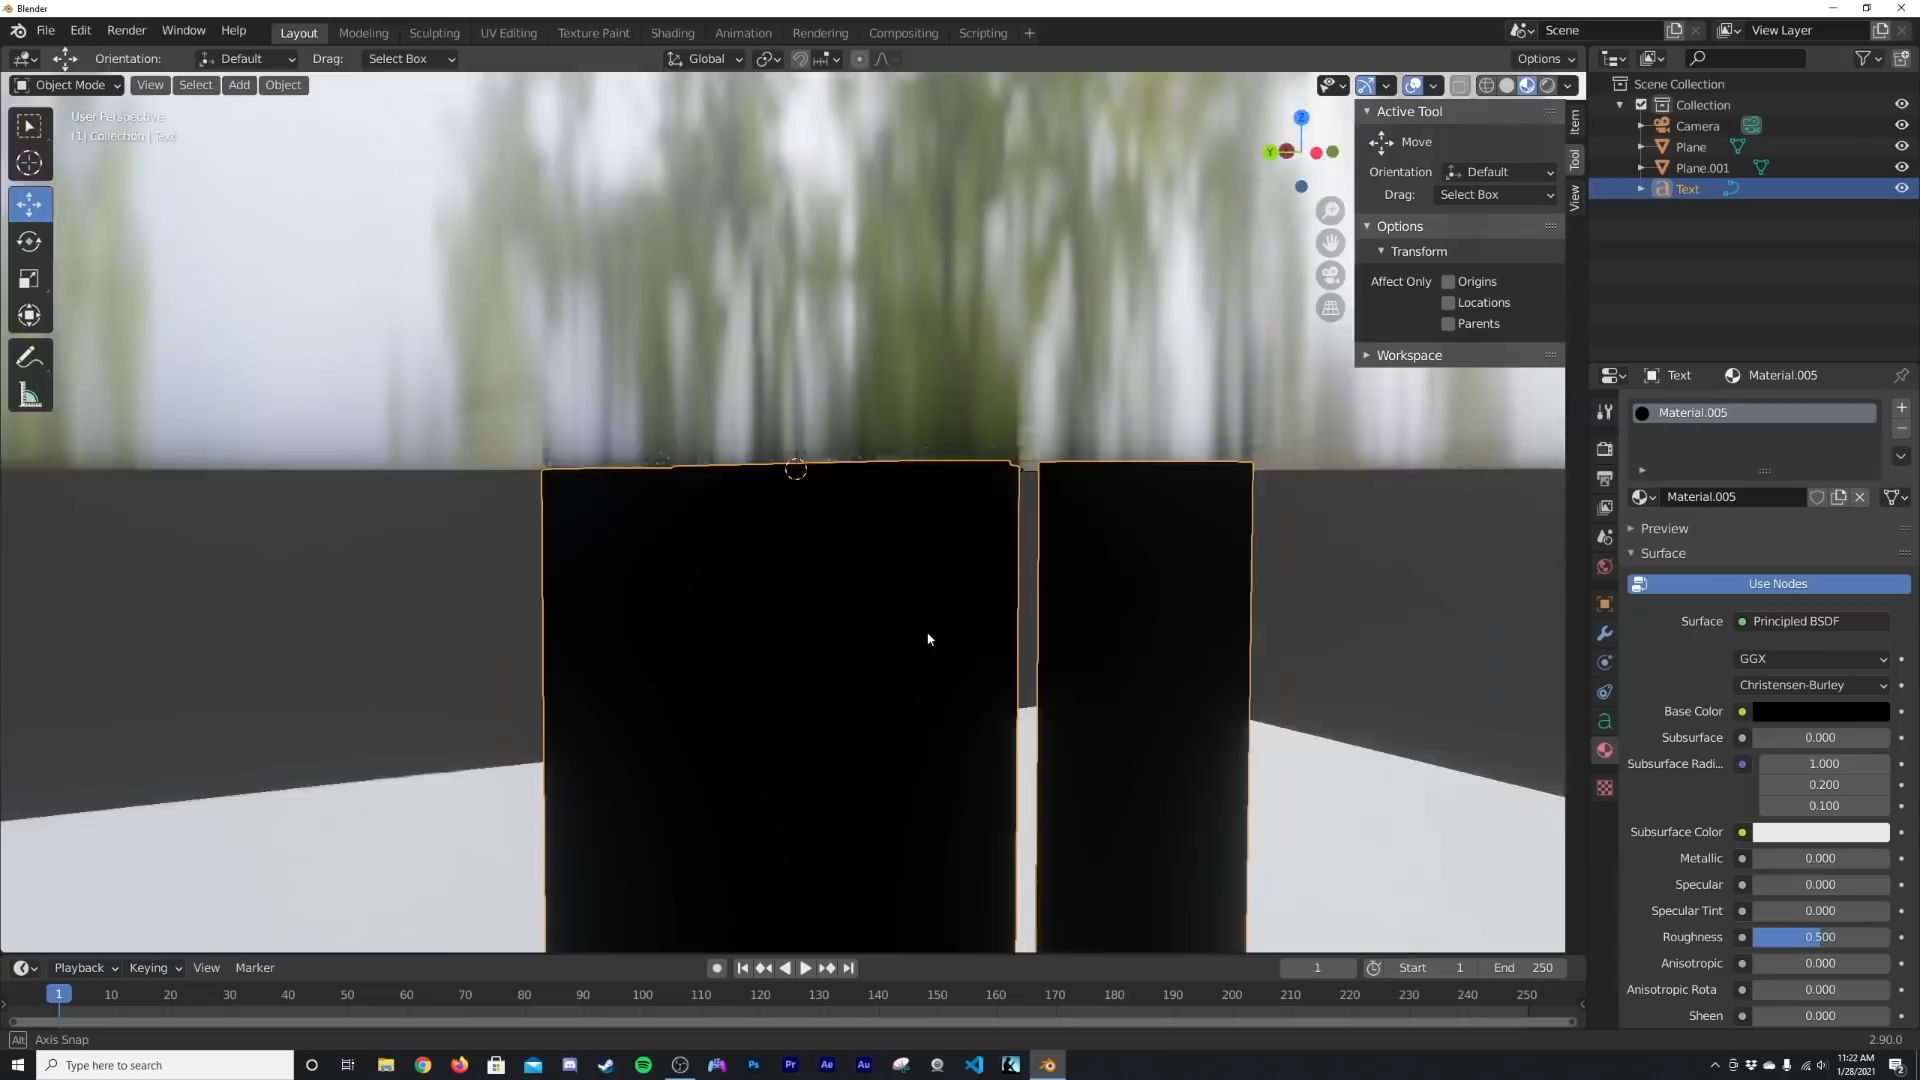 Blender
File Edit Render Window Help Layout Modeling Sculpting UV Editing Texture Paint Shading Animation Rendering Compositing Scripting + Scene View Layer
Orientation: Default Drag: Select Box Global Options
Object Mode View Select Add Object
User Perspective
(1) Collection | Text
Z
Y
Active Tool
Move
Orientation Default
Drag: Select Box
Options
Transform
Affect Only Origins
Locations
Parents
Workspace
Item
Tool
View
Scene Collection
Collection
Camera
Plane
Plane.001
Text
Text Material.005
Material.005
Material.005
Preview
Surface
Use Nodes
Surface Principled BSDF
GGX
Christensen-Burley
Base Color
Subsurface 0.000
Subsurface Radi... 1.000
0.200
0.100
Subsurface Color
Metallic 0.000
Specular 0.000
Specular Tint 0.000
Roughness 0.500
Anisotropic 0.000
Anisotropic Rota 0.000
Sheen 0.000
Playback Keying View Marker 1 Start 1 End 250
1 10 20 30 40 50 60 70 80 90 100 110 120 130 140 150 160 170 180 190 200 210 220 230 240 250
Alt Axis Snap 2.90.0
Type here to search Ps Pr Ae Au 11:22 AM
1/28/2021